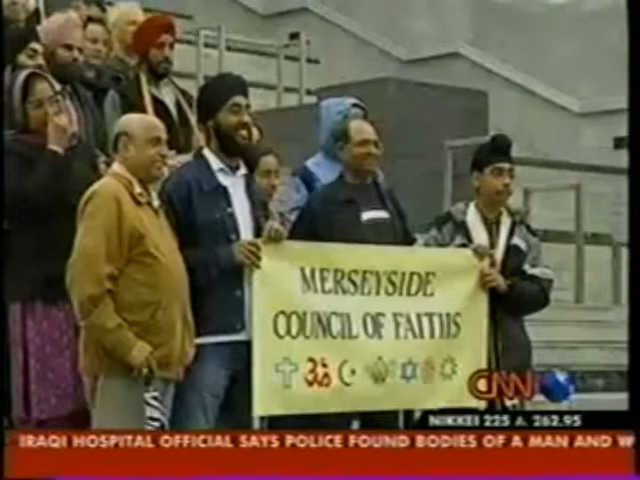 MERSEYSIDE
COUNCIL OF FAITHS
CNN
NIKKEI 225 ▲ 262.95
IRAQI HOSPITAL OFFICIAL SAYS POLICE FOUND BODIES OF A MAN AND W